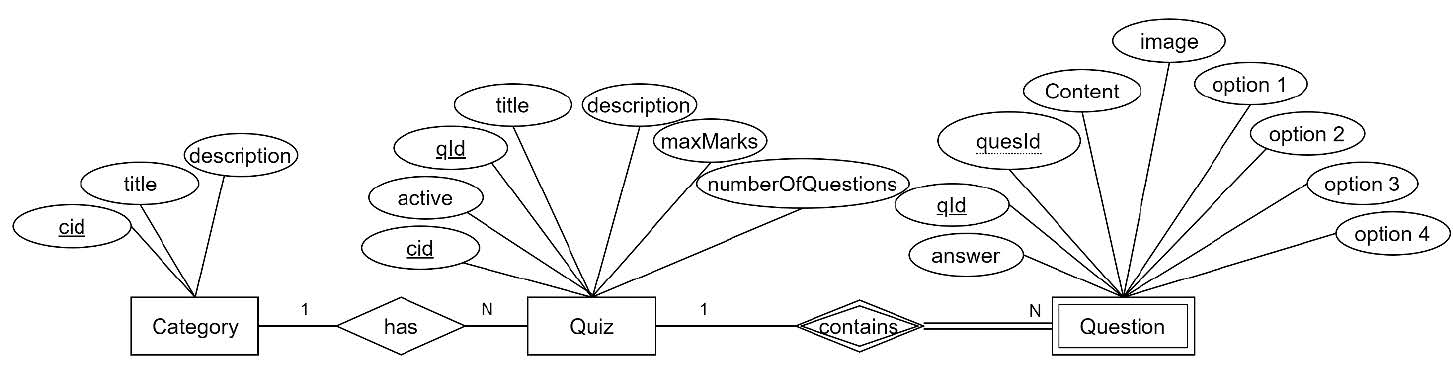 image
Content
option 1
title
description
quesId
option 2
qId
maxMarks
description
title
active
numberOfQuestions
option 3
qId
cid
cid
answer
option 4
Category
1
has
N
Quiz
1
contains
N
Question